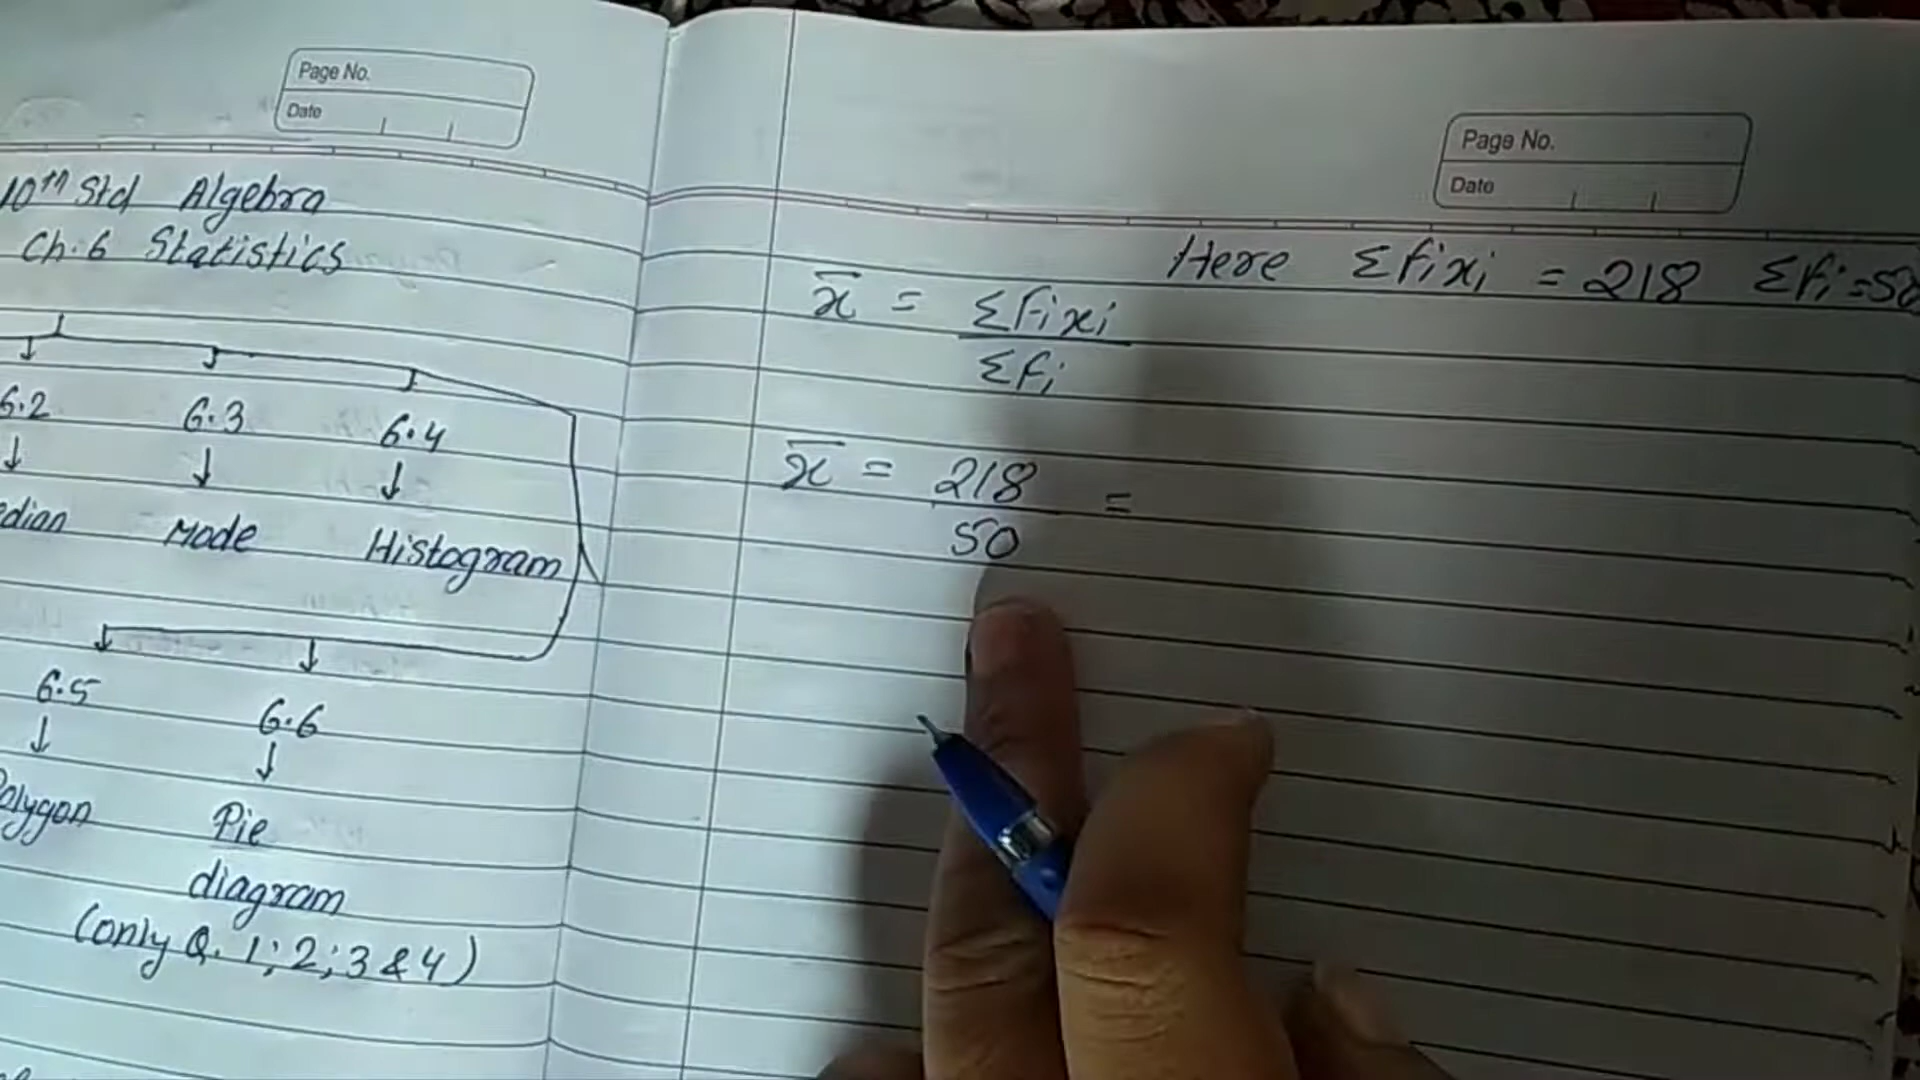 Page No.
Date
10th Std Algebra
Ch. 6 Statistics
6.2 6.3 6.4
Mode Histogram
6.5 6.6
Pie
diagram
(only Q. 1; 2; 3 & 4)
Page No.
Date
Here Σfixi = 218 Σfi = 50
x̄ = Σfixi
Σfi
x̄ = 218 =
50